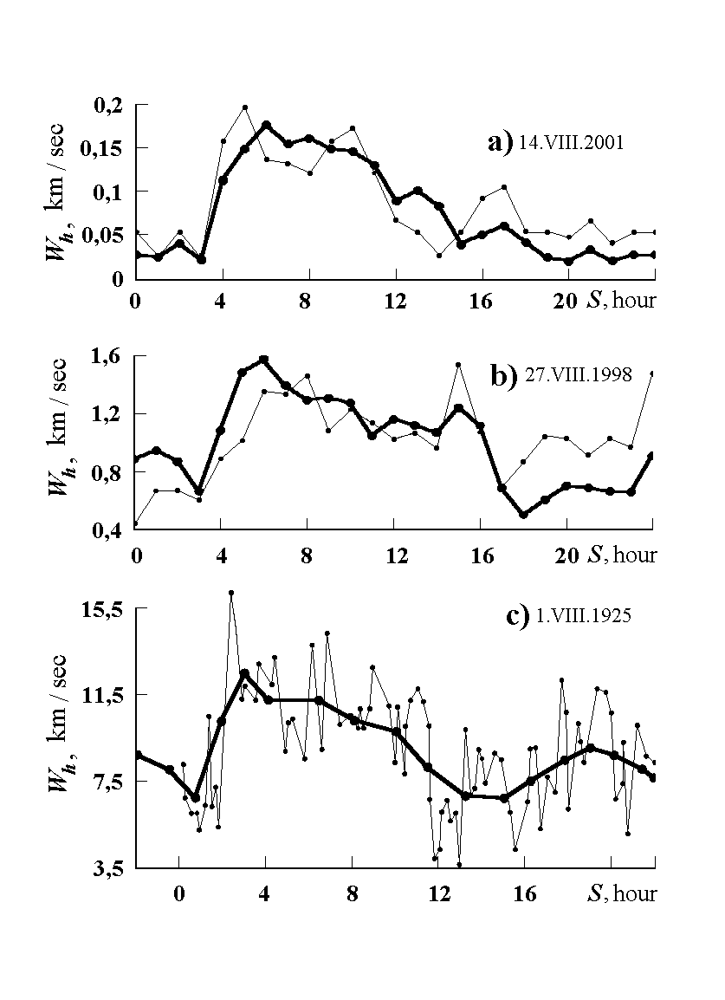 0,2
0,15
0,1
0,05
0
W_h, km / sec
a) 14.VIII.2001
0 4 8 12 16 20 S, hour
1,6
1,2
0,8
0,4
W_h, km / sec
b) 27.VIII.1998
0 4 8 12 16 20 S, hour
15,5
11,5
7,5
3,5
W_h, km / sec
c) 1.VIII.1925
0 4 8 12 16 S, hour